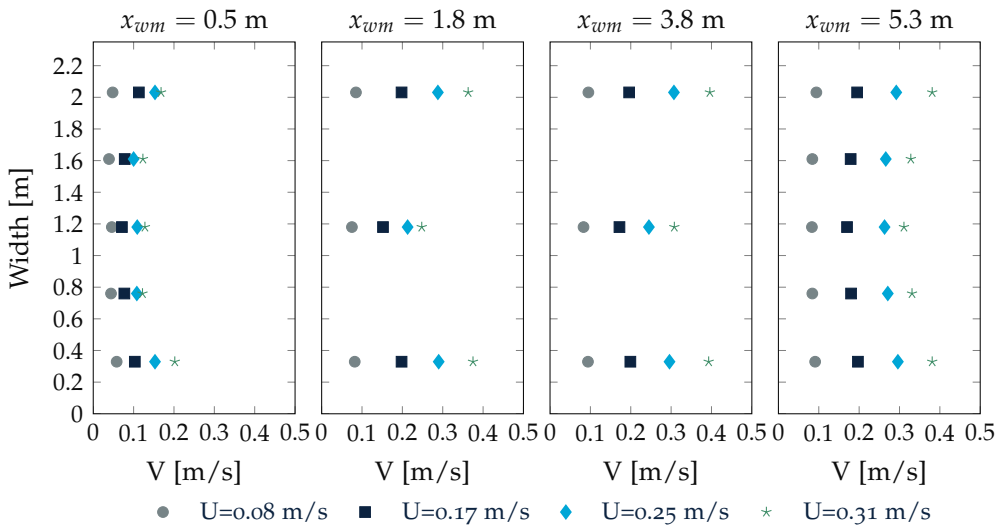 x_wm = 0.5 m
x_wm = 1.8 m
x_wm = 3.8 m
x_wm = 5.3 m
Width [m]
2.2
2
1.8
1.6
1.4
1.2
1
0.8
0.6
0.4
0.2
0
0 0.1 0.2 0.3 0.4 0.5
0 0.1 0.2 0.3 0.4 0.5
0 0.1 0.2 0.3 0.4 0.5
0 0.1 0.2 0.3 0.4 0.5
V [m/s]
V [m/s]
V [m/s]
V [m/s]
U=0.08 m/s
U=0.17 m/s
U=0.25 m/s
U=0.31 m/s